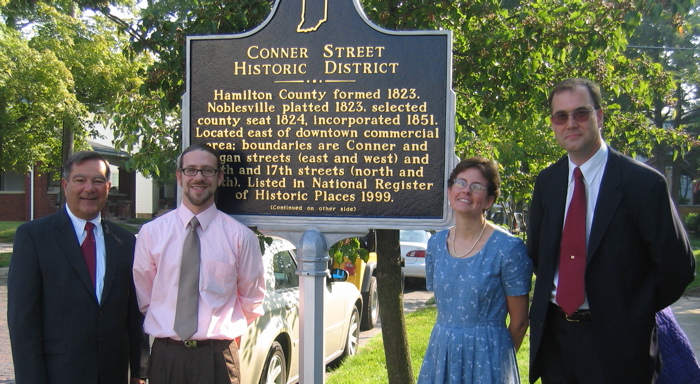 CONNER STREET
HISTORIC DISTRICT
Hamilton County formed 1823.
Noblesville platted 1823, selected
county seat 1824, incorporated 1851.
Located east of downtown commercial
area; boundaries are Conner and
streets (east and west) and
and 17th streets (north and
Listed in National Register
of Historic Places 1999.
(Continued on other side)